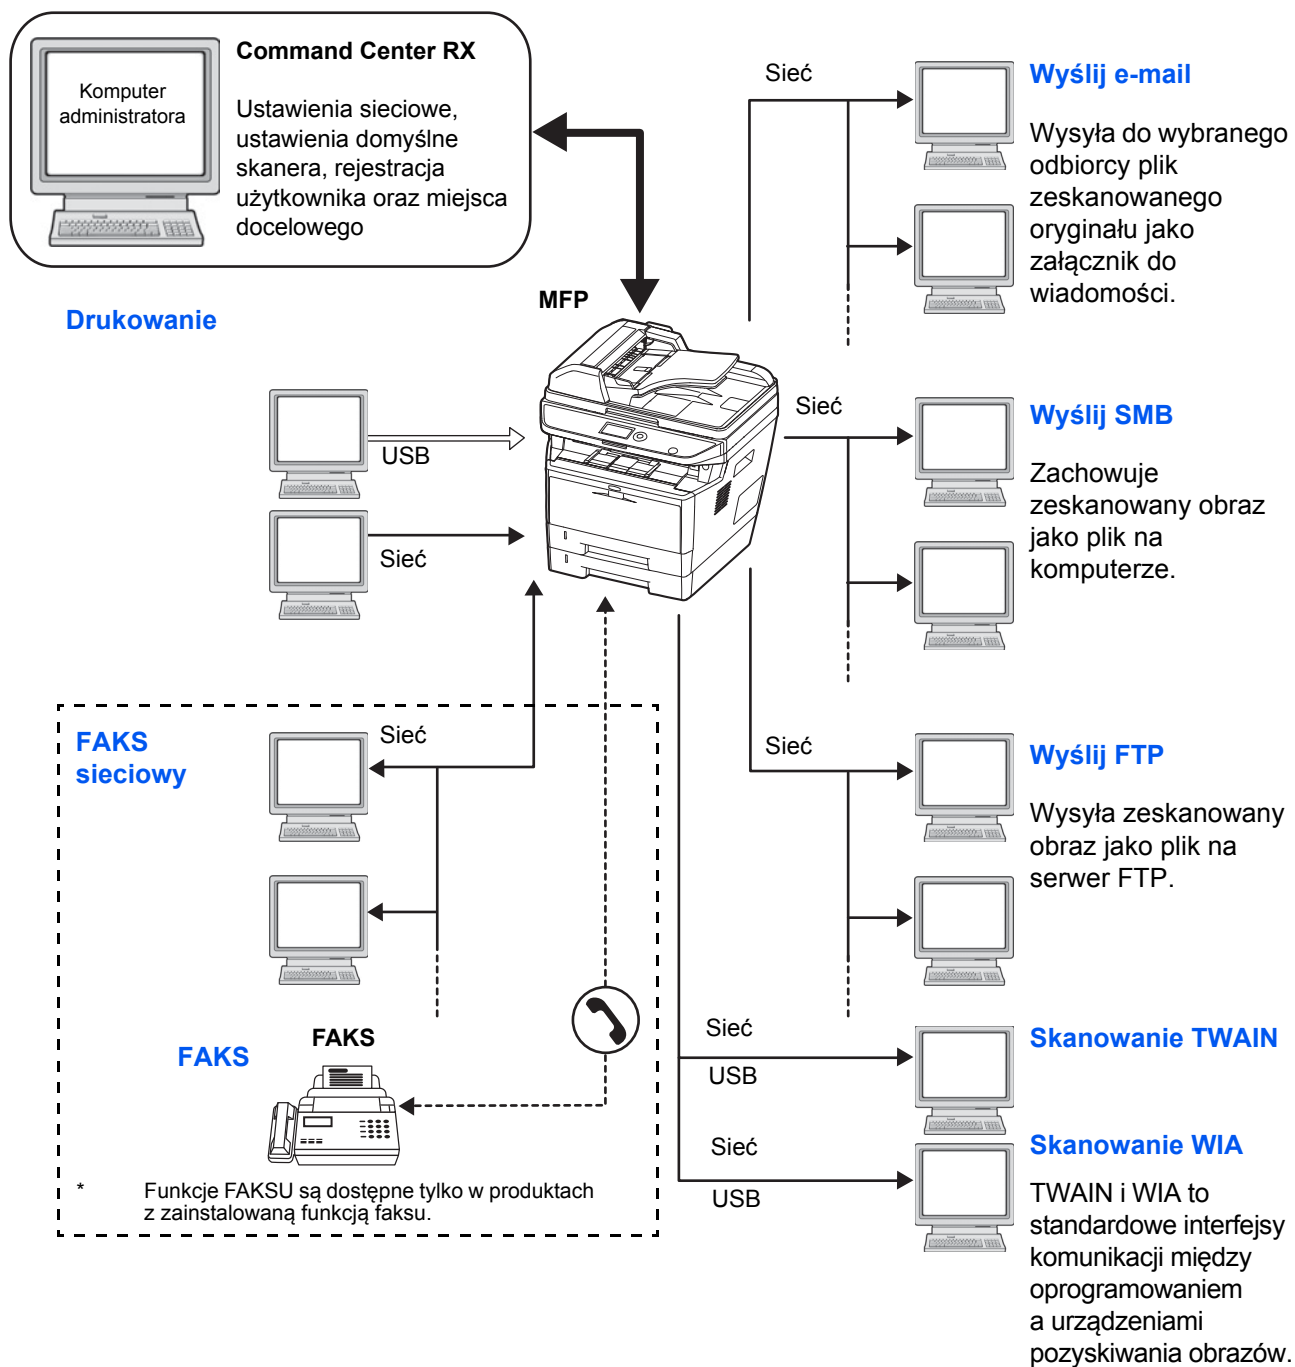 Command Center RX
Komputer
administratora
Ustawienia sieciowe,
ustawienia domyślne
skanera, rejestracja
użytkownika oraz miejsca
docelowego
Sieć
Wyślij e-mail
Wysyła do wybranego
odbiorcy plik
zeskanowanego
oryginału jako
załącznik do
wiadomości.
MFP
Drukowanie
USB
Sieć
Sieć
Wyślij SMB
Zachowuje
zeskanowany obraz
jako plik na
komputerze.
FAKS
sieciowy
Sieć
Sieć
Wyślij FTP
Wysyła zeskanowany
obraz jako plik na
serwer FTP.
FAKS
FAKS
* Funkcje FAKSU są dostępne tylko w produktach
z zainstalowaną funkcją faksu.
Sieć
USB
Skanowanie TWAIN
Sieć
USB
Skanowanie WIA
TWAIN i WIA to
standardowe interfejsy
komunikacji między
oprogramowaniem
a urządzeniami
pozyskiwania obrazów.